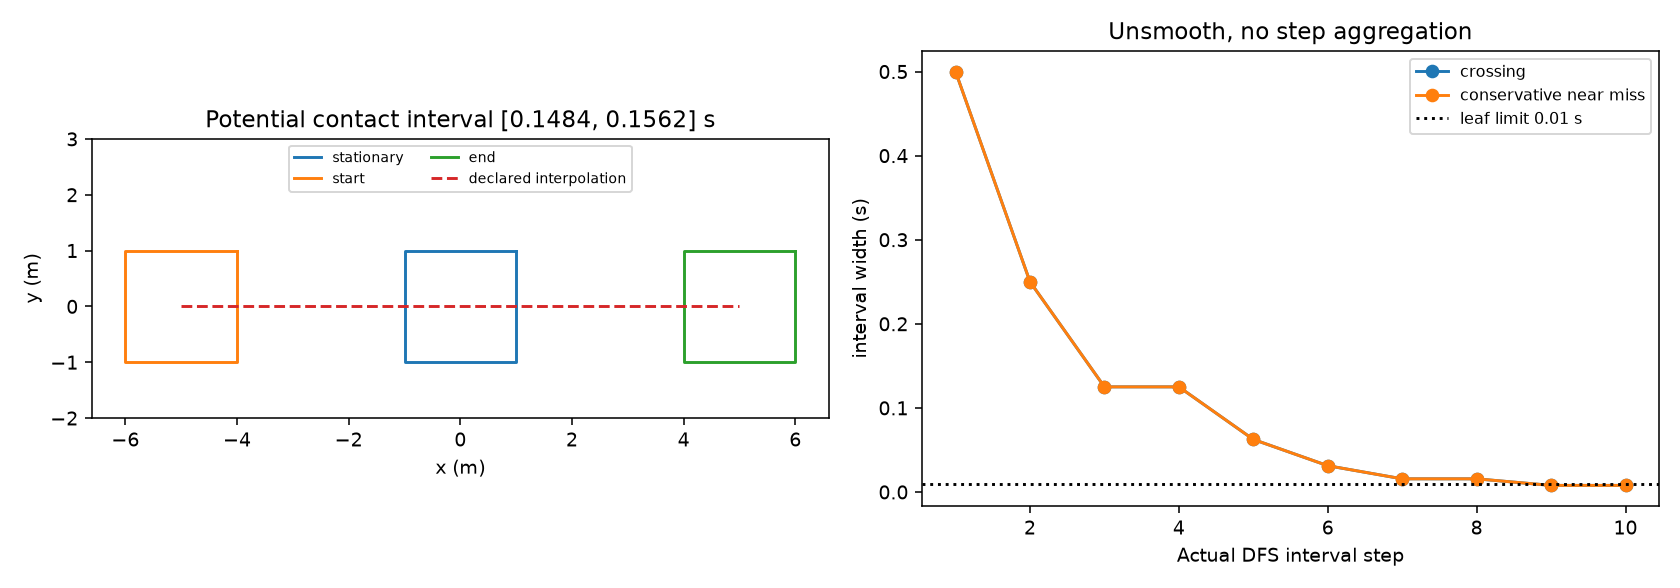 Potential contact interval [0.1484, 0.1562] s
stationary
start
end
declared interpolation
3
2
1
0
−1
−2
y (m)
−6
−4
−2
0
2
4
6
x (m)
Unsmooth, no step aggregation
crossing
conservative near miss
leaf limit 0.01 s
0.5
0.4
0.3
0.2
0.1
0.0
interval width (s)
2
4
6
8
10
Actual DFS interval step